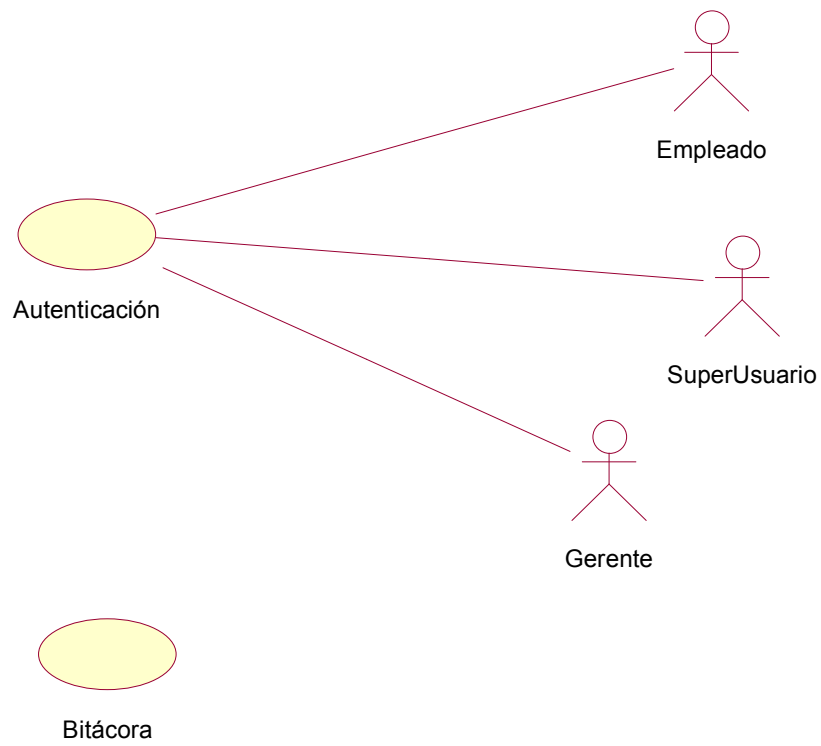 Empleado
Autenticación
SuperUsuario
Gerente
Bitácora